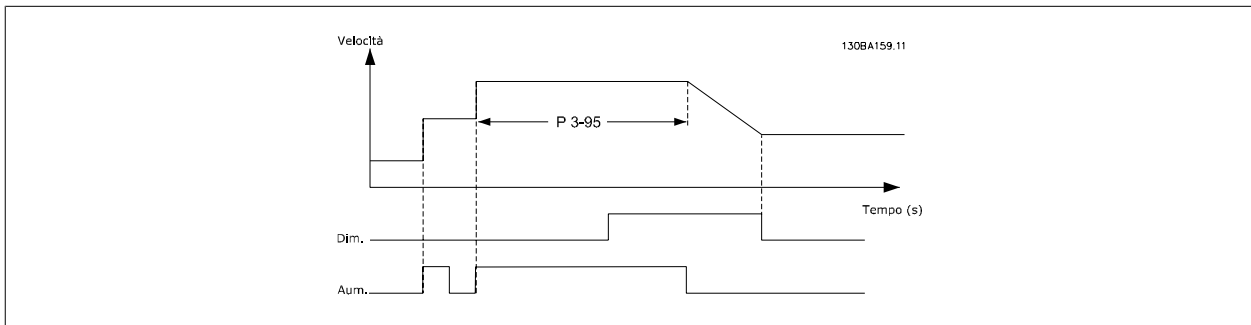 Velocità
130BA159.11
P 3-95
Tempo (s)
Dim.
Aum.